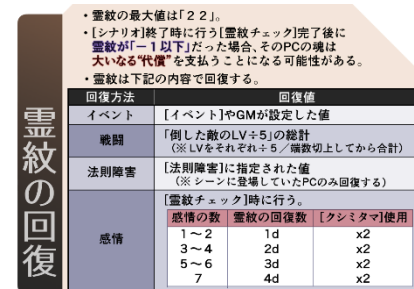 霊紋の回復
・霊紋の最大値は「22」。
・[シナリオ]終了時に行う[霊紋チェック]完了後に
霊紋が「－1以下」だった場合、そのPCの魂は
大いなる"代償"を支払うことになる可能性がある。
・霊紋は下記の内容で回復する。
回復方法 回復値
イベント [イベント]やGMが設定した値
戦闘 「倒した敵のLV÷5」の総計
(※LVをそれぞれ÷5／端数切上してから合計)
法則障害 [法則障害]に指定された値
(※シーンに登場していたPCのみ回復する)
感情 [霊紋チェック]時に行う。
感情の数 霊紋の回復数 [クシミタマ]使用
1～2 1d x2
3～4 2d x2
5～6 3d x2
7 4d x2